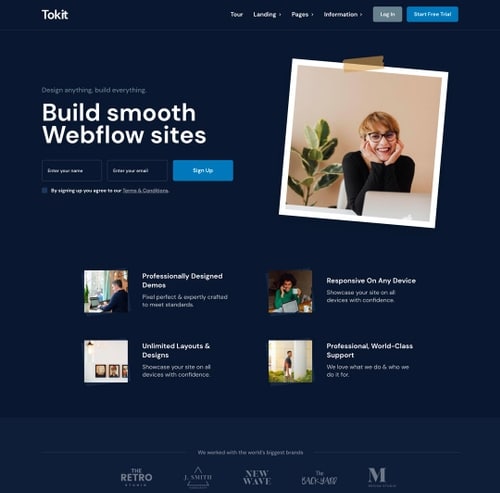 Tokit
Tour Landing Pages Information Log In Start Free Trial
Design anything, build everything.
Build smooth
Webflow sites
Enter your name Enter your email Sign Up
By signing up you agree to our Terms & Conditions.
Professionally Designed
Demos
Pixel perfect & expertly crafted
to meet standards.
Responsive On Any Device
Showcase your site on all
devices with confidence.
Unlimited Layouts &
Designs
Showcase your site on all
devices with confidence.
Professional, World-Class
Support
We love what we do & who we
do it for.
We worked with the world's biggest brands
THE
RETRO
STUDIO
J. SMITH
NEW
WAVE
The
BACKYARD
M